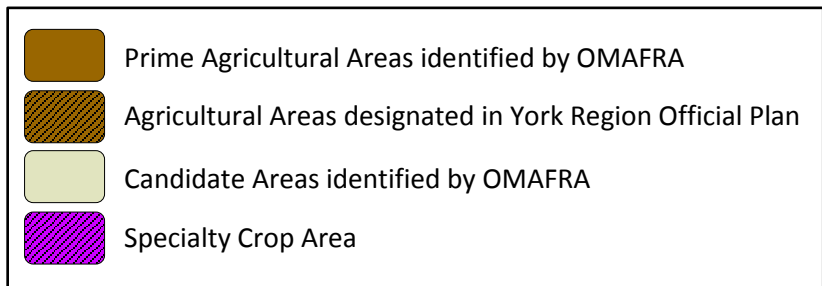 Prime Agricultural Areas identified by OMAFRA
Agricultural Areas designated in York Region Official Plan
Candidate Areas identified by OMAFRA
Specialty Crop Area